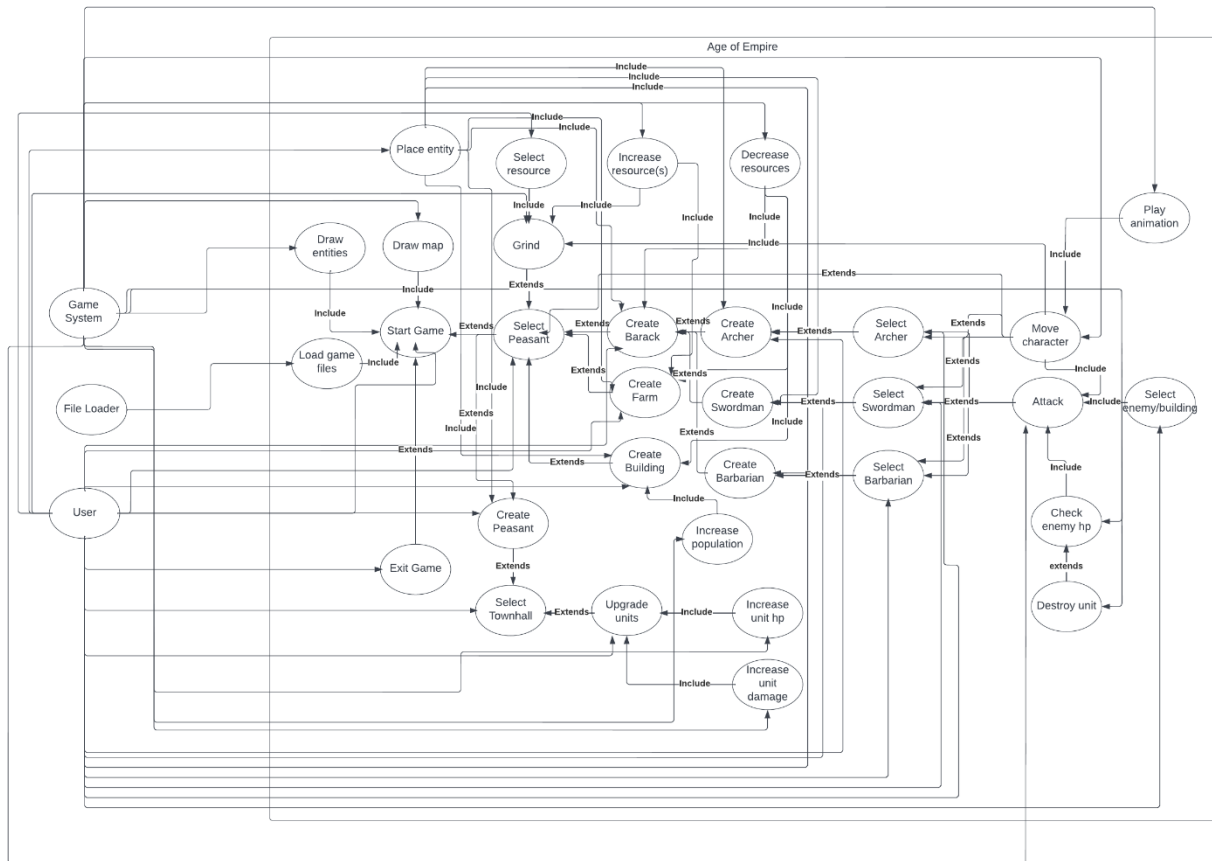 Age of Empire
Include
Include
Include
Include
Include
Place entity
Select
resource
Increase
resource(s)
Decrease
resources
Include
Include
Include
Include
Play
animation
Draw
entities
Draw map
Grind
Include
Include
Extends
Include
Extends
Include
Game
System
Include
Start Game
Extends
Select
Peasant
Extends
Create
Barack
Extends
Create
Archer
Include
Extends
Select
Archer
Extends
Move
character
Load game
files
Include
Include
Extends
Extends
Extends
Include
File Loader
Create
Farm
Create
Swordman
Extends
Select
Swordman
Attack
Include
Select
enemy/building
Extends
Include
Include
Extends
Extends
Create
Building
Extends
Create
Barbarian
Extends
Select
Barbarian
Include
Include
User
Create
Peasant
Increase
population
Check
enemy hp
Exit Game
Extends
extends
Select
Townhall
Extends
Upgrade
units
Include
Increase
unit hp
Destroy unit
Include
Increase
unit
damage